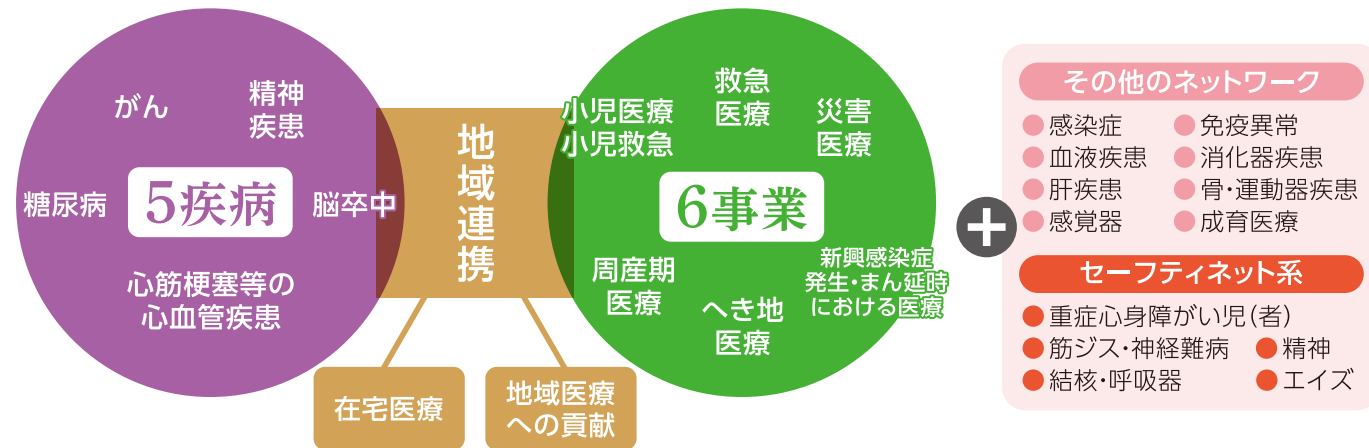 がん
精神
疾患
糖尿病
5疾病
脳卒中
心筋梗塞等の
心血管疾患
地域連携
在宅医療
地域医療
への貢献
小児医療
小児救急
救急
医療
災害
医療
6事業
周産期
医療
へき地
医療
新興感染症
発生・まん延時
における医療
+
その他のネットワーク
感染症
免疫異常
血液疾患
消化器疾患
肝疾患
骨・運動器疾患
感覚器
成育医療
セーフティネット系
重症心身障がい児(者)
筋ジス・神経難病
精神
結核・呼吸器
エイズ